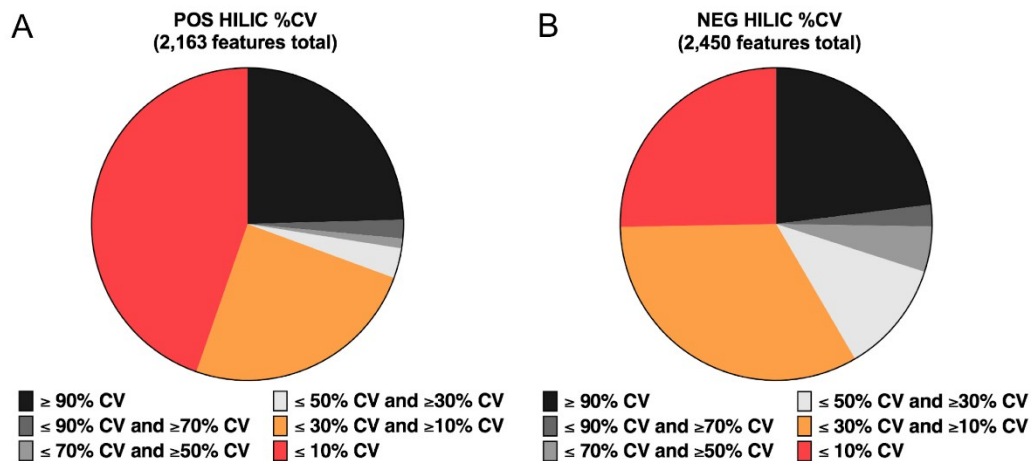 A
POS HILIC %CV
(2,163 features total)
≥ 90% CV
≤ 90% CV and ≥70% CV
≤ 70% CV and ≥50% CV
≤ 50% CV and ≥30% CV
≤ 30% CV and ≥10% CV
≤ 10% CV
B
NEG HILIC %CV
(2,450 features total)
≥ 90% CV
≤ 90% CV and ≥70% CV
≤ 70% CV and ≥50% CV
≤ 50% CV and ≥30% CV
≤ 30% CV and ≥10% CV
≤ 10% CV